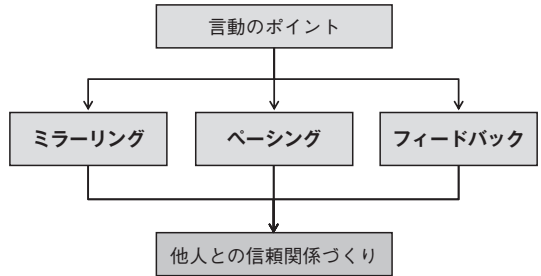 言動のポイント
ミラーリング
ペーシング
フィードバック
他人との信頼関係づくり